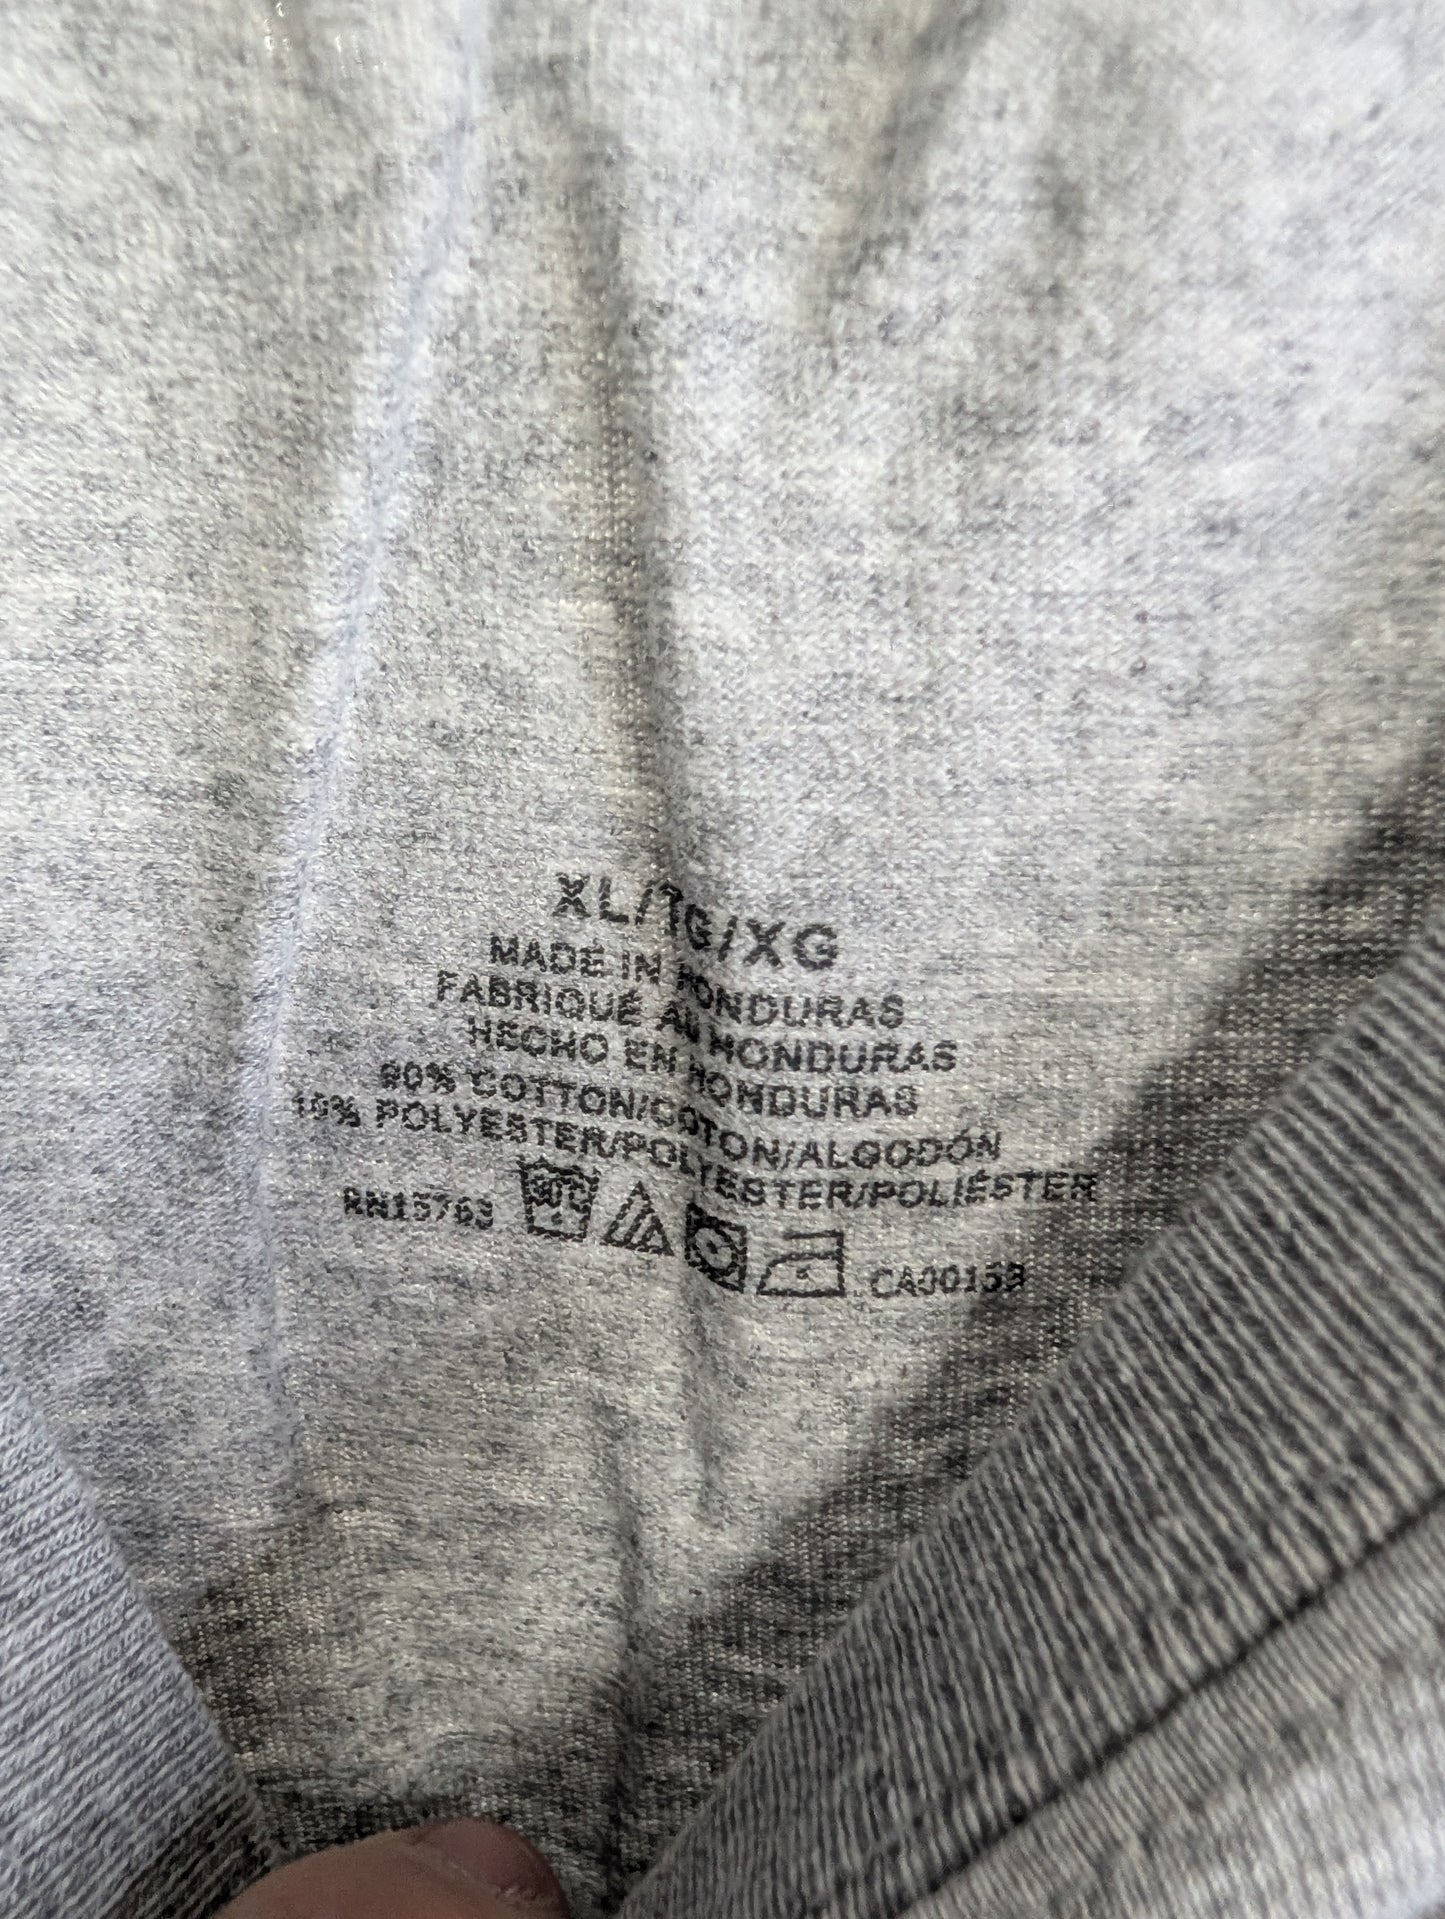 XL/TG/XG
MADE IN HONDURAS
FABRIQUÉ AU HONDURAS
HECHO EN HONDURAS
90% COTTON/COTON/ALGODÓN
10% POLYESTER/POLYESTER/POLIÉSTER
RN15763 CA00153